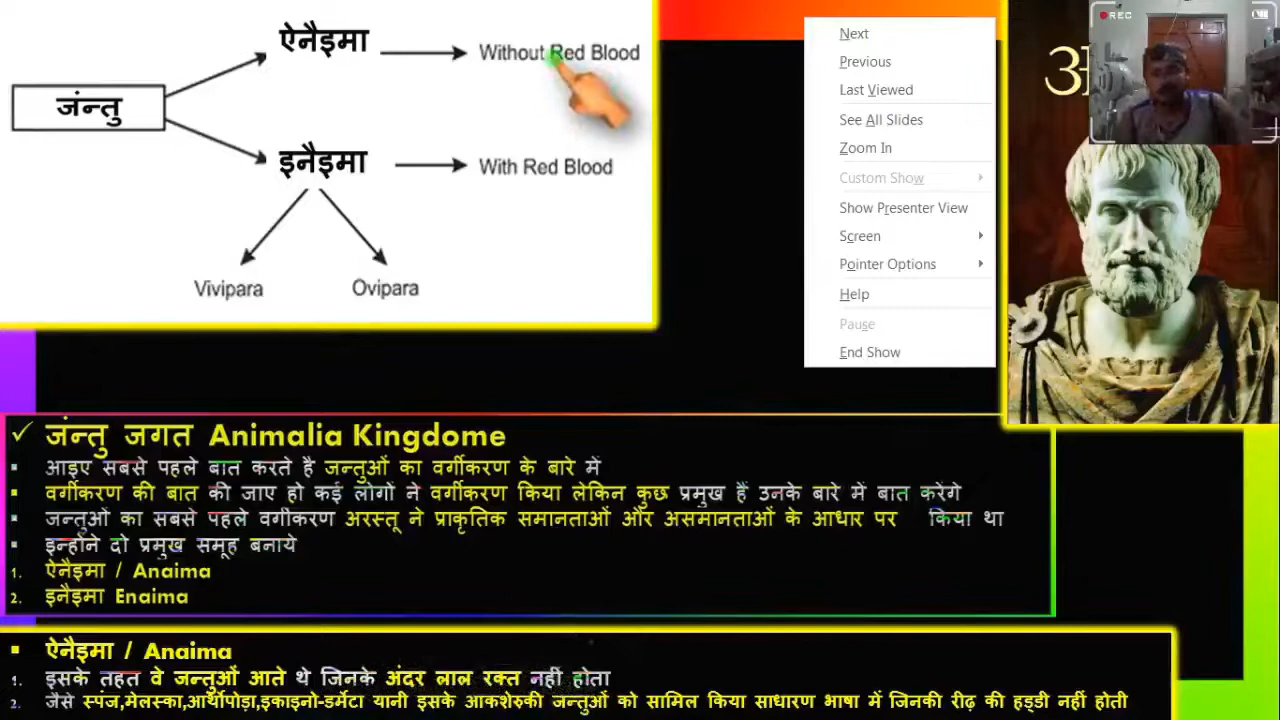 ऐनैइमा
Without Red Blood
जंन्तु
इनैइमा
With Red Blood
Vivipara
Ovipara
Next
Previous
Last Viewed
See All Slides
Zoom In
Custom Show
Show Presenter View
Screen
Pointer Options
Help
Pause
End Show
REC
✓ जंन्तु जगत Animalia Kingdome
▪ आइए सबसे पहले बात करते है जन्तुओं का वर्गीकरण के बारे में
▪ वर्गीकरण की बात की जाए हो कई लोगों ने वर्गीकरण किया लेकिन कुछ प्रमुख हैं उनके बारे में बात करेंगे
▪ जन्तुओं का सबसे पहले वर्गीकरण अरस्तू ने प्राकृतिक समानताओं और असमानताओं के आधार पर किया था
▪ इन्होने दो प्रमुख समूह बनाये
1. ऐनैइमा / Anaima
2. इनैइमा Enaima
▪ ऐनैइमा / Anaima
1. इसके तहत वे जन्तुओं आते थे जिनके अंदर लाल रक्त नहीं होता
2. जैसे स्पंज,मेलस्का,आर्थोपोड़ा,इकाइनो-डर्मेटा यानी इसके आकशेरुकी जन्तुओं को सामिल किया साधारण भाषा में जिनकी रीढ़ की हड्डी नहीं होती